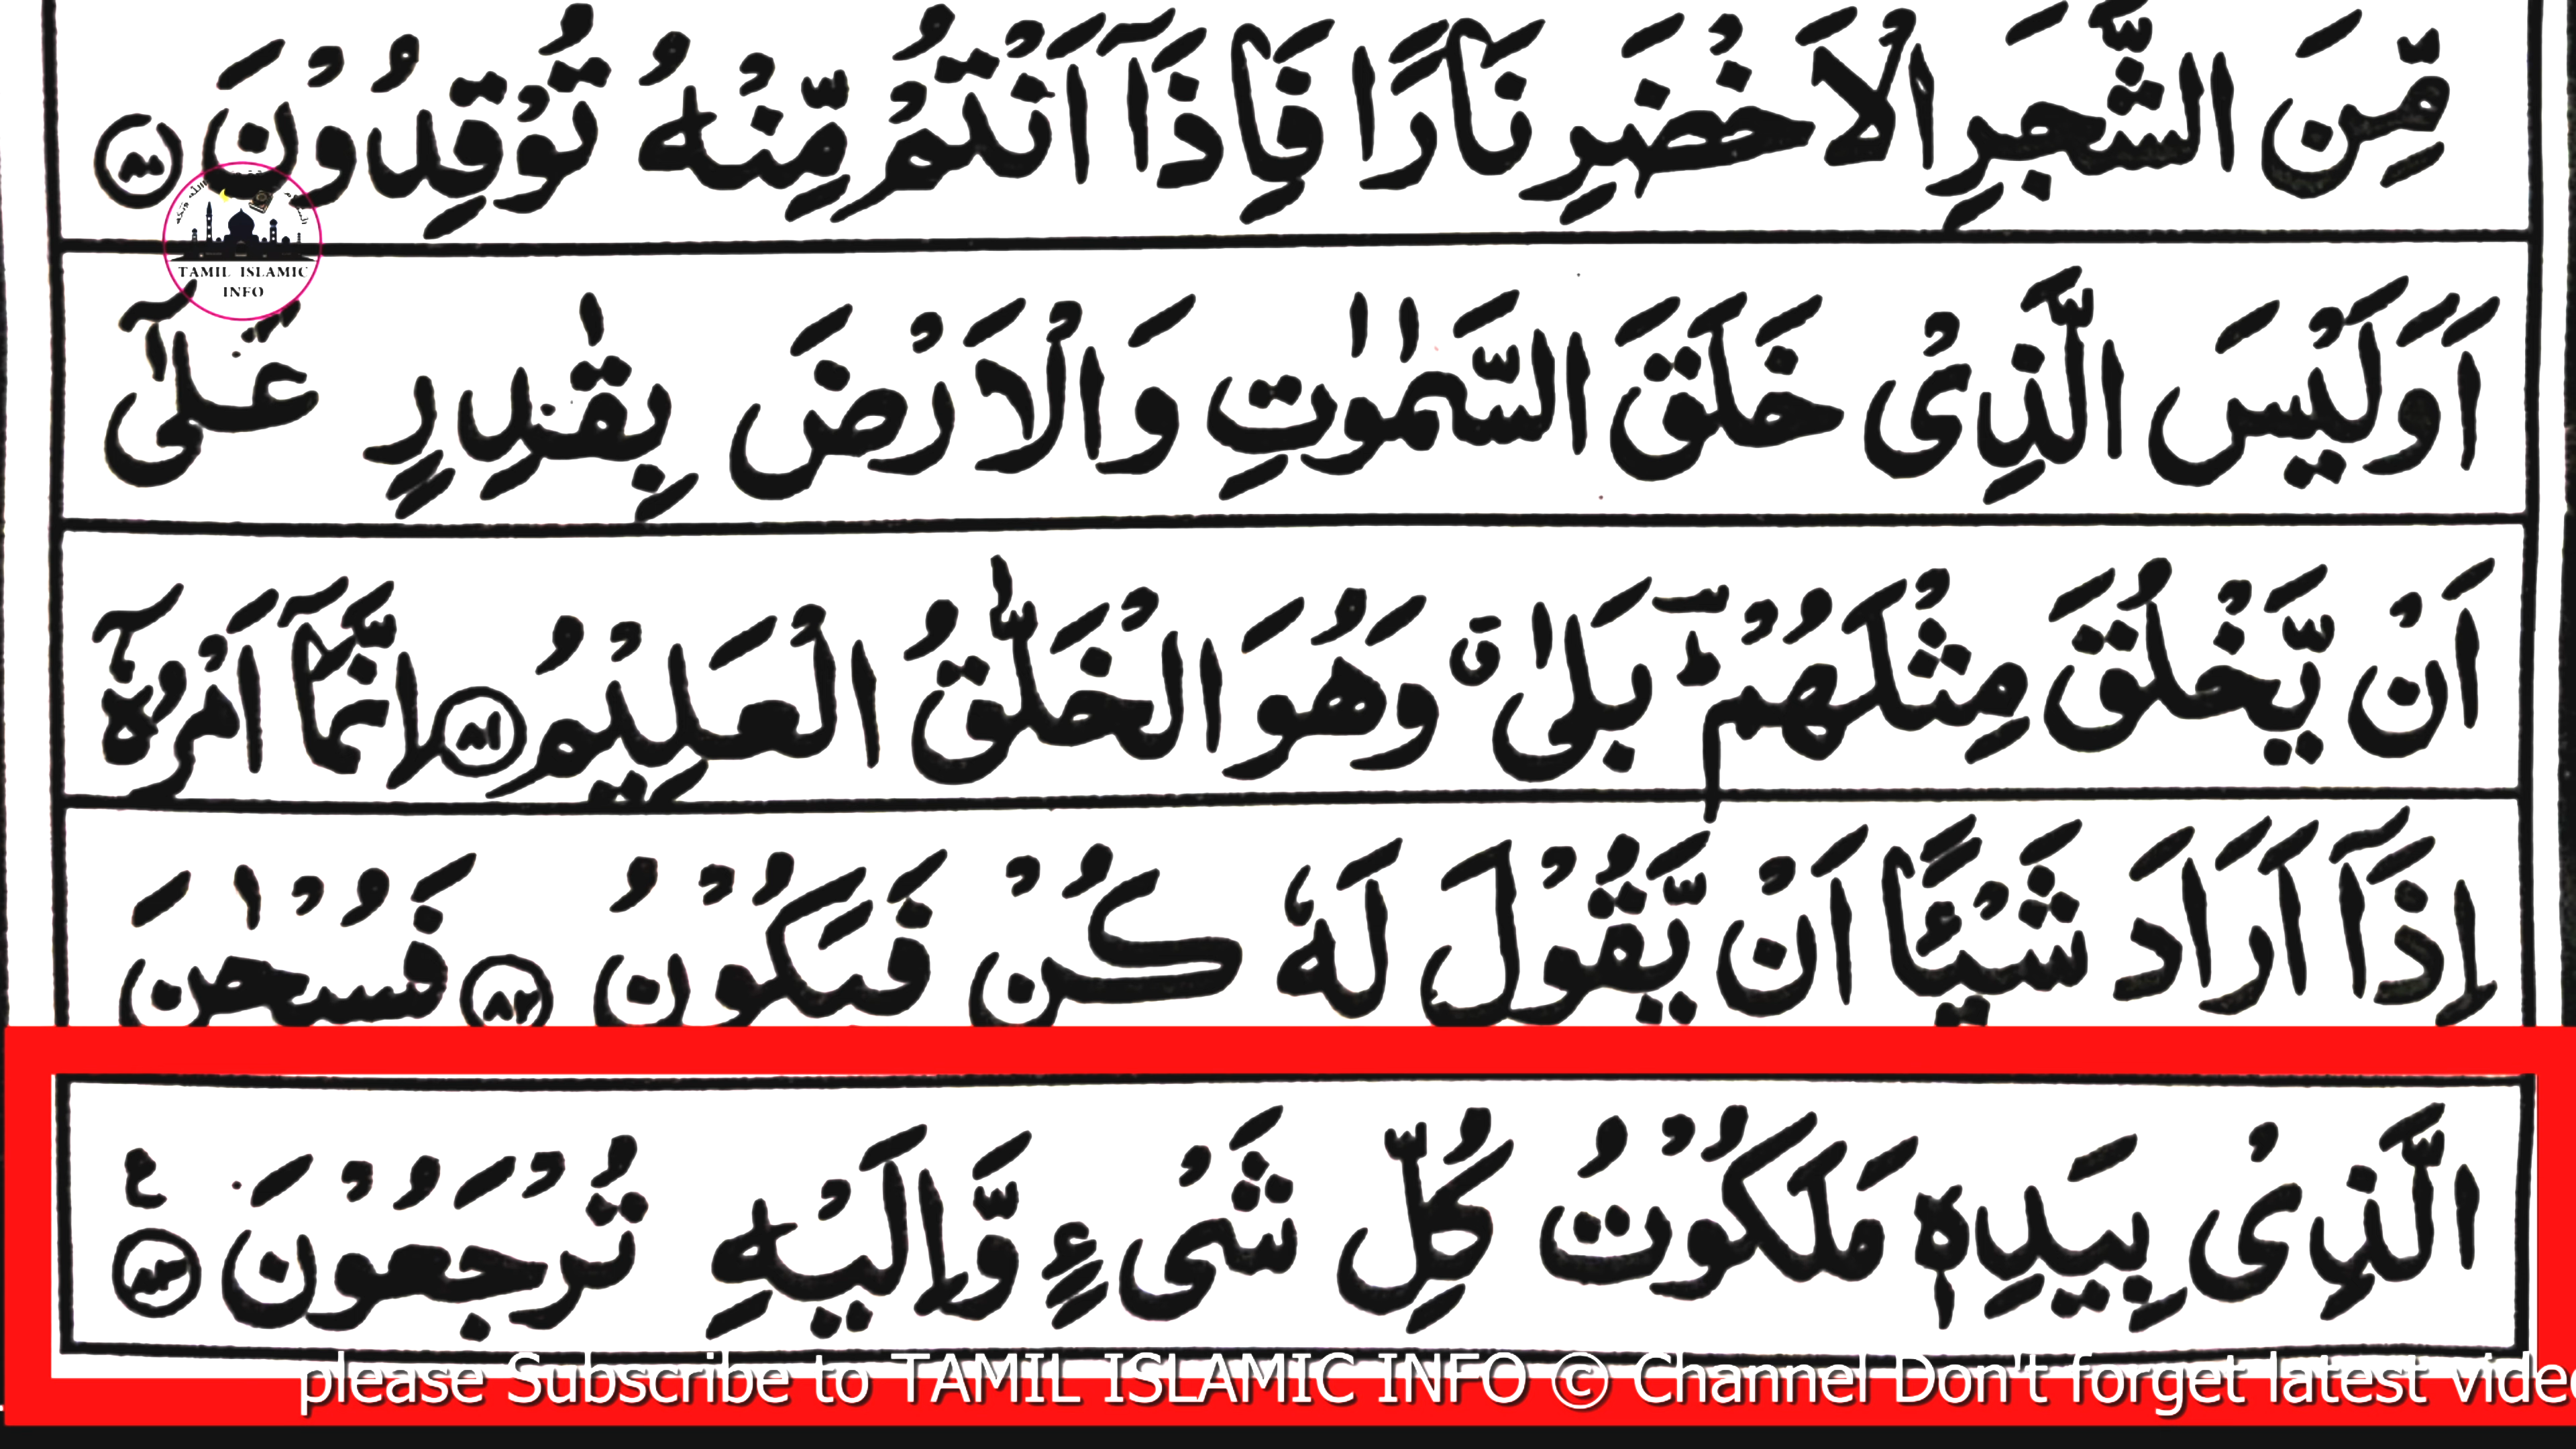 مِّنَ الشَّجَرِ الْاَخْضَرِ نَارًا فَاِذَاۤ اَنْتُمْ مِّنْهُ تُوْقِدُوْنَ ﴿۸۰﴾
TAMIL ISLAMIC
INFO
اَوَلَيْسَ الَّذِىْ خَلَقَ السَّمٰوٰتِ وَالْاَرْضَ بِقٰدِرٍ عَلٰٓى
اَنْ يَّخْلُقَ مِثْلَهُمْ ؕ بَلٰى ۗ وَهُوَ الْخَلّٰقُ الْعَلِيْمُ ﴿۸۱﴾ اِنَّمَاۤ اَمْرُهٗۤ
اِذَاۤ اَرَادَ شَيْـًٔا اَنْ يَّقُوْلَ لَهٗ كُنْ فَيَكُوْنُ ﴿۸۲﴾ فَسُبْحٰنَ
الَّذِىْ بِيَدِهٖ مَلَكُوْتُ كُلِّ شَىْءٍ وَّاِلَيْهِ تُرْجَعُوْنَ ﴿۸۳﴾ ع
please Subscribe to TAMIL ISLAMIC INFO © Channel Don't forget latest vide